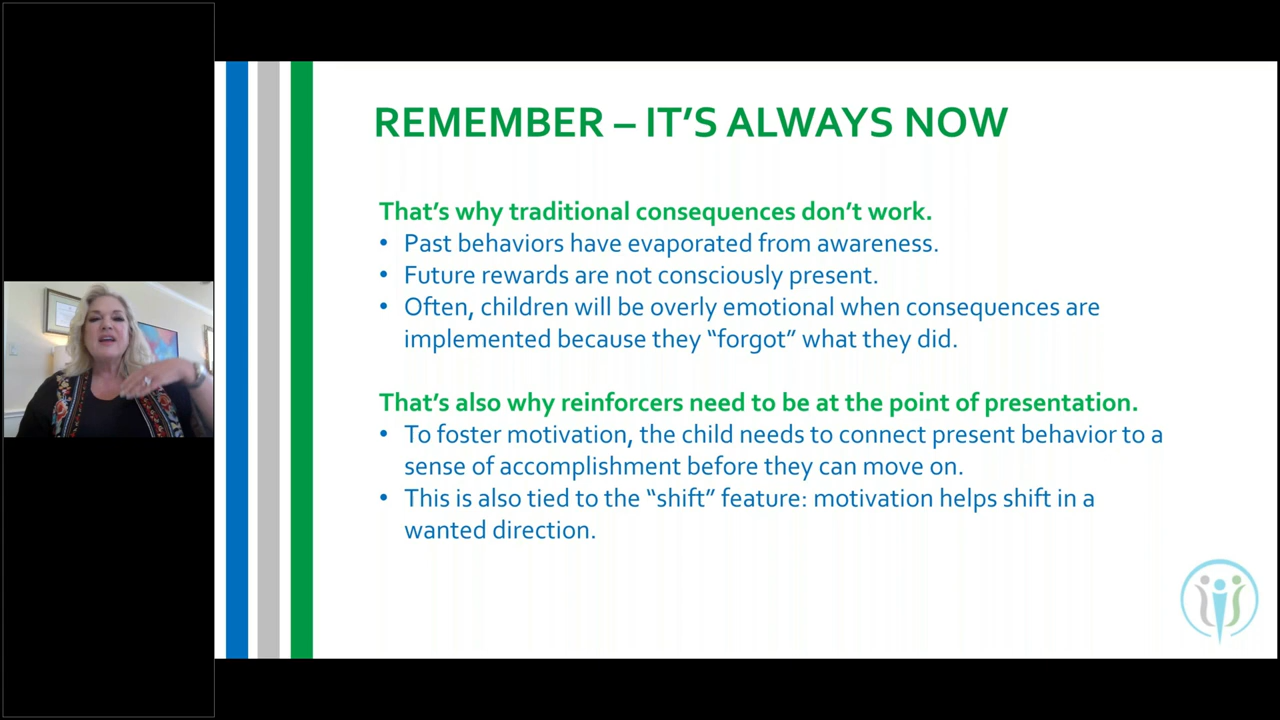 REMEMBER – IT’S ALWAYS NOW
That’s why traditional consequences don’t work.
• Past behaviors have evaporated from awareness.
• Future rewards are not consciously present.
• Often, children will be overly emotional when consequences are
implemented because they “forgot” what they did.
That’s also why reinforcers need to be at the point of presentation.
• To foster motivation, the child needs to connect present behavior to a
sense of accomplishment before they can move on.
• This is also tied to the “shift” feature: motivation helps shift in a
wanted direction.